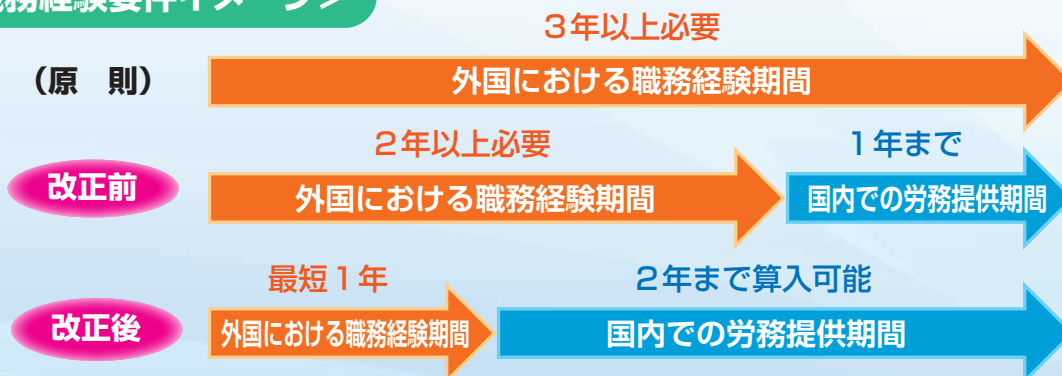 務経験要件イメージ＞
３年以上必要
（原　則）
外国における職務経験期間
２年以上必要
１年まで
改正前
外国における職務経験期間
国内での労務提供期間
最短１年
２年まで算入可能
改正後
外国における職務経験期間
国内での労務提供期間